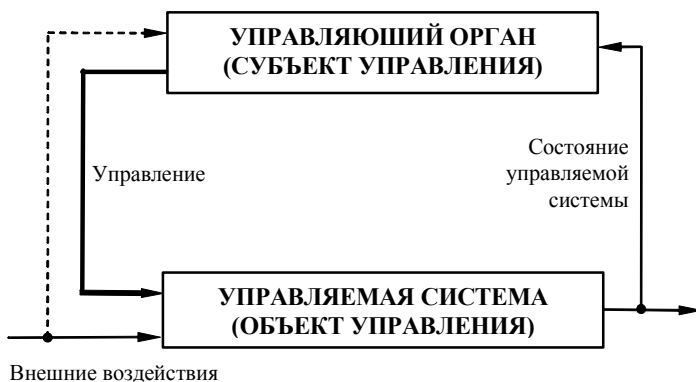 УПРАВЛЯЮШИЙ ОРГАН
(СУБЪЕКТ УПРАВЛЕНИЯ)
Управление
Состояние
управляемой
системы
УПРАВЛЯЕМАЯ СИСТЕМА
(ОБЪЕКТ УПРАВЛЕНИЯ)
Внешние воздействия